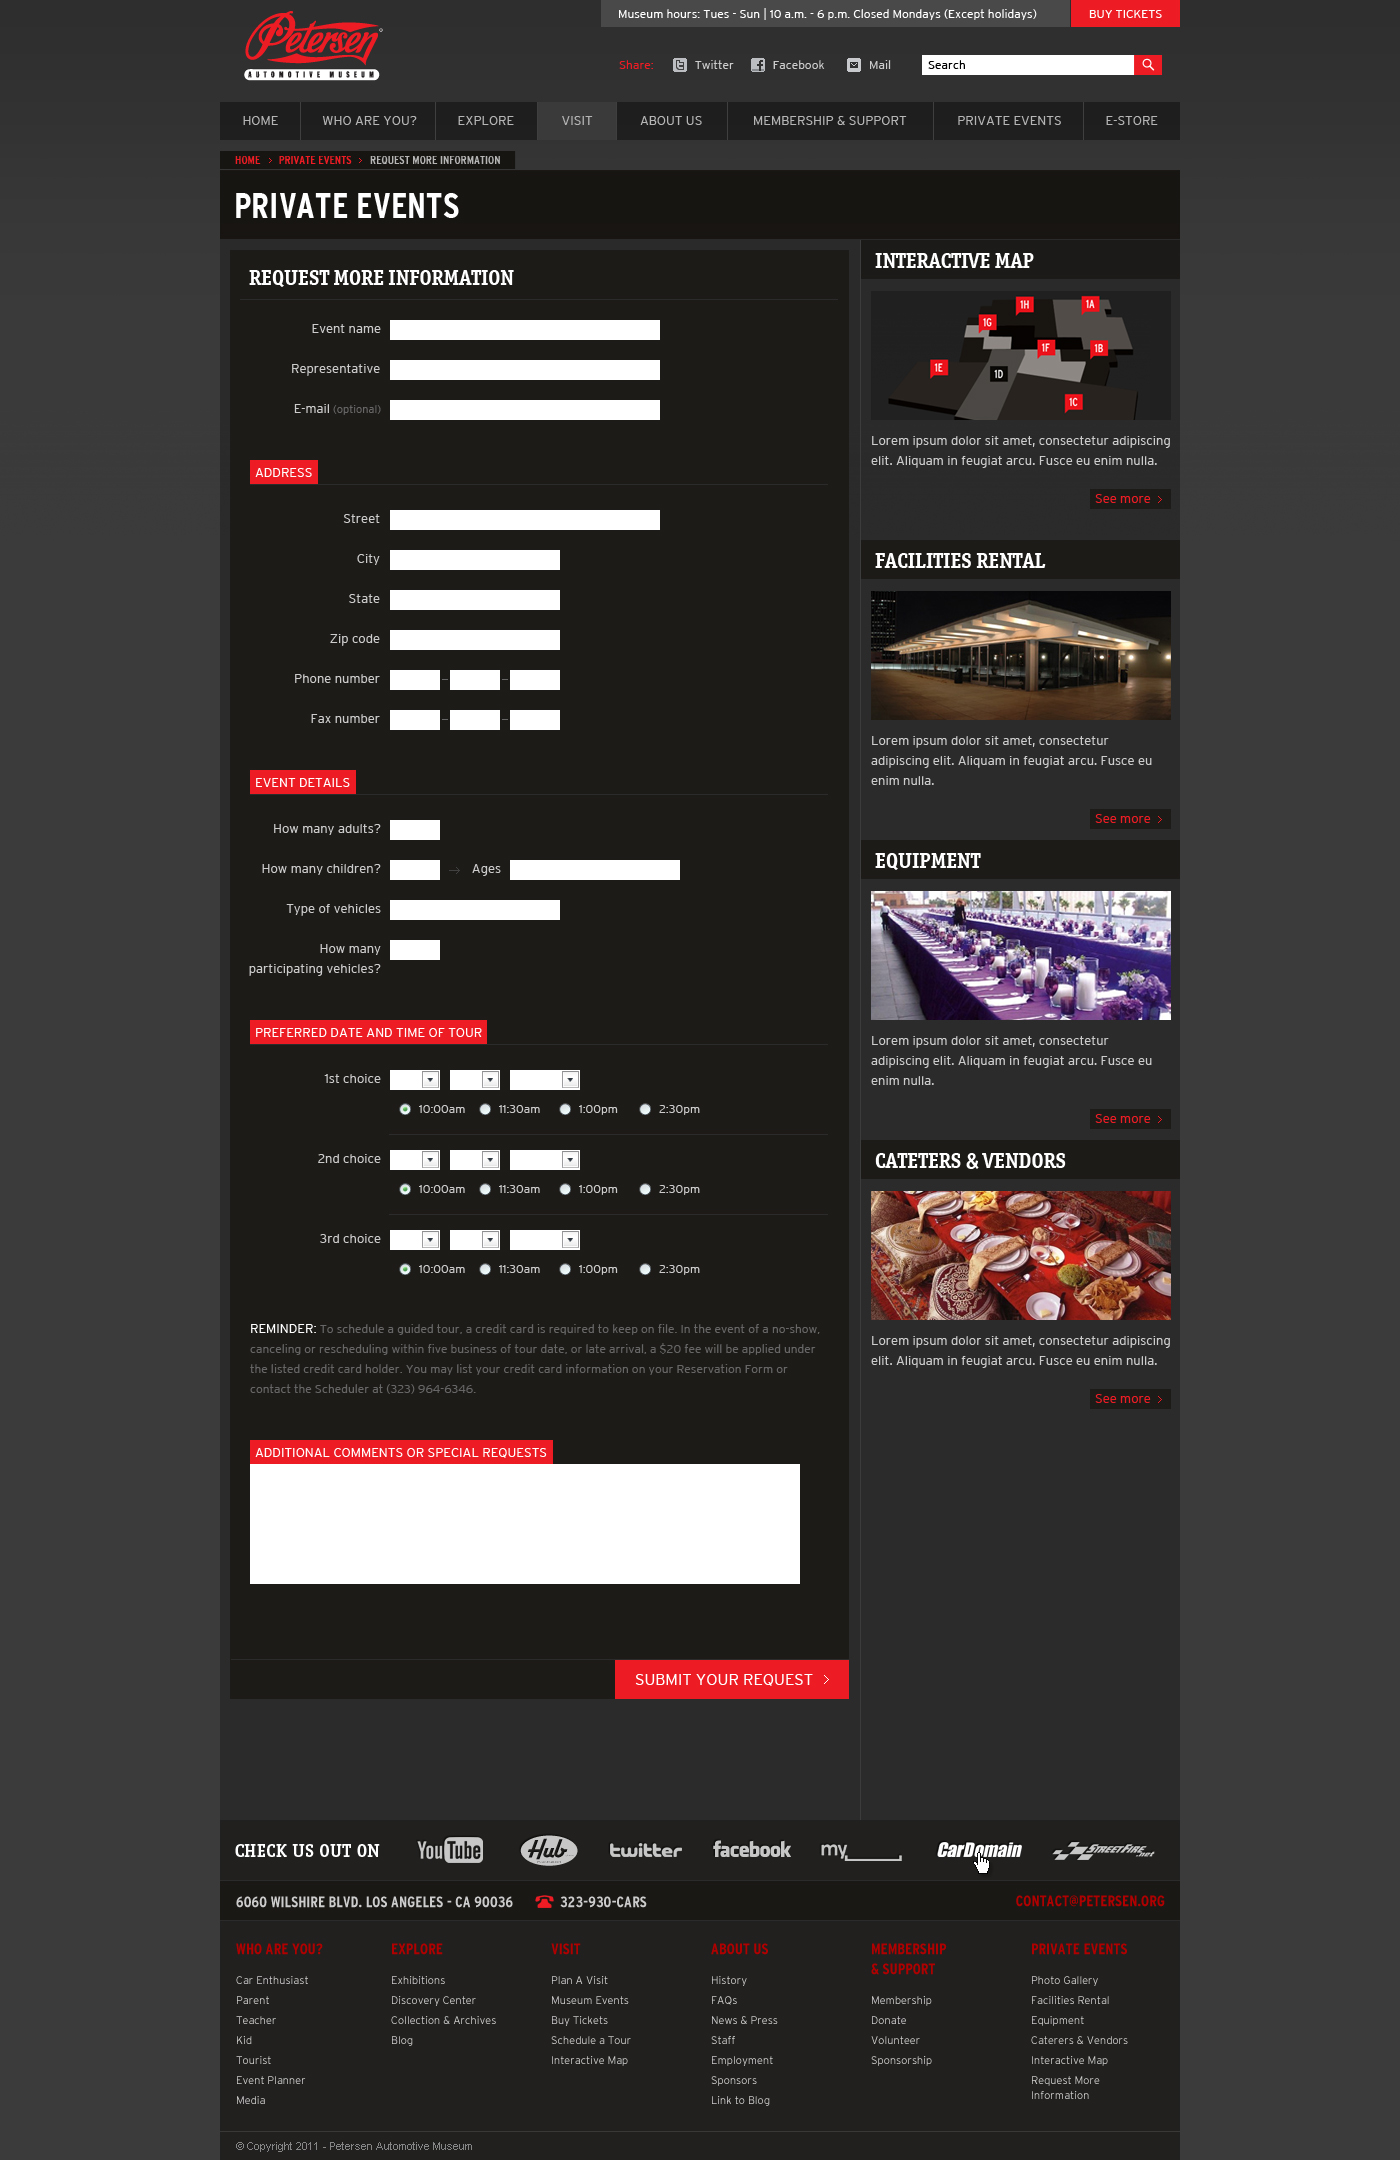 Museum hours: Tues - Sun | 10 a.m. - 6 p.m. Closed Mondays (Except holidays)
BUY TICKETS
Petersen
AUTOMOTIVE MUSEUM
Share:
Twitter
Facebook
Mail
Search
HOME
WHO ARE YOU?
EXPLORE
VISIT
ABOUT US
MEMBERSHIP & SUPPORT
PRIVATE EVENTS
E-STORE
HOME > PRIVATE EVENTS > REQUEST MORE INFORMATION
PRIVATE EVENTS
REQUEST MORE INFORMATION
Event name
Representative
E-mail (optional)
ADDRESS
Street
City
State
Zip code
Phone number – –
Fax number – –
EVENT DETAILS
How many adults?
How many children? → Ages
Type of vehicles
How many
participating vehicles?
PREFERRED DATE AND TIME OF TOUR
1st choice
10:00am 11:30am 1:00pm 2:30pm
2nd choice
10:00am 11:30am 1:00pm 2:30pm
3rd choice
10:00am 11:30am 1:00pm 2:30pm
REMINDER: To schedule a guided tour, a credit card is required to keep on file. In the event of a no-show,
canceling or rescheduling within five business of tour date, or late arrival, a $20 fee will be applied under
the listed credit card holder. You may list your credit card information on your Reservation Form or
contact the Scheduler at (323) 964-6346.
ADDITIONAL COMMENTS OR SPECIAL REQUESTS
SUBMIT YOUR REQUEST >
INTERACTIVE MAP
1H
1A
1G
1F
1B
1E
1D
1C
Lorem ipsum dolor sit amet, consectetur adipiscing
elit. Aliquam in feugiat arcu. Fusce eu enim nulla.
See more >
FACILITIES RENTAL
Lorem ipsum dolor sit amet, consectetur
adipiscing elit. Aliquam in feugiat arcu. Fusce eu
enim nulla.
See more >
EQUIPMENT
Lorem ipsum dolor sit amet, consectetur
adipiscing elit. Aliquam in feugiat arcu. Fusce eu
enim nulla.
See more >
CATETERS & VENDORS
Lorem ipsum dolor sit amet, consectetur adipiscing
elit. Aliquam in feugiat arcu. Fusce eu enim nulla.
See more >
CHECK US OUT ON
YouTube
Hub
twitter
facebook
my
CarDomain
STREETFIRE.net
6060 WILSHIRE BLVD. LOS ANGELES - CA 90036
323-930-CARS
CONTACT@PETERSEN.ORG
WHO ARE YOU?
Car Enthusiast
Parent
Teacher
Kid
Tourist
Event Planner
Media
EXPLORE
Exhibitions
Discovery Center
Collection & Archives
Blog
VISIT
Plan A Visit
Museum Events
Buy Tickets
Schedule a Tour
Interactive Map
ABOUT US
History
FAQs
News & Press
Staff
Employment
Sponsors
Link to Blog
MEMBERSHIP
& SUPPORT
Membership
Donate
Volunteer
Sponsorship
PRIVATE EVENTS
Photo Gallery
Facilities Rental
Equipment
Caterers & Vendors
Interactive Map
Request More
Information
© Copyright 2011 - Petersen Automotive Museum